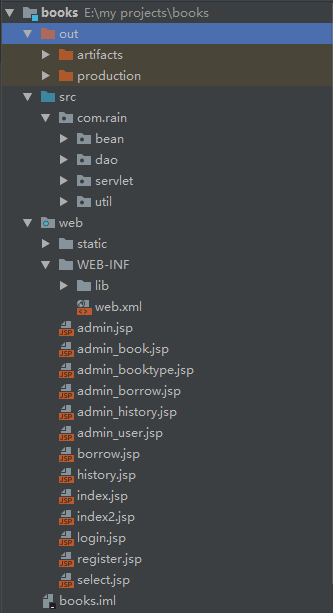 books E:\my projects\books
out
artifacts
production
src
com.rain
bean
dao
servlet
util
web
static
WEB-INF
lib
web.xml
admin.jsp
admin_book.jsp
admin_booktype.jsp
admin_borrow.jsp
admin_history.jsp
admin_user.jsp
borrow.jsp
history.jsp
index.jsp
index2.jsp
login.jsp
register.jsp
select.jsp
books.iml